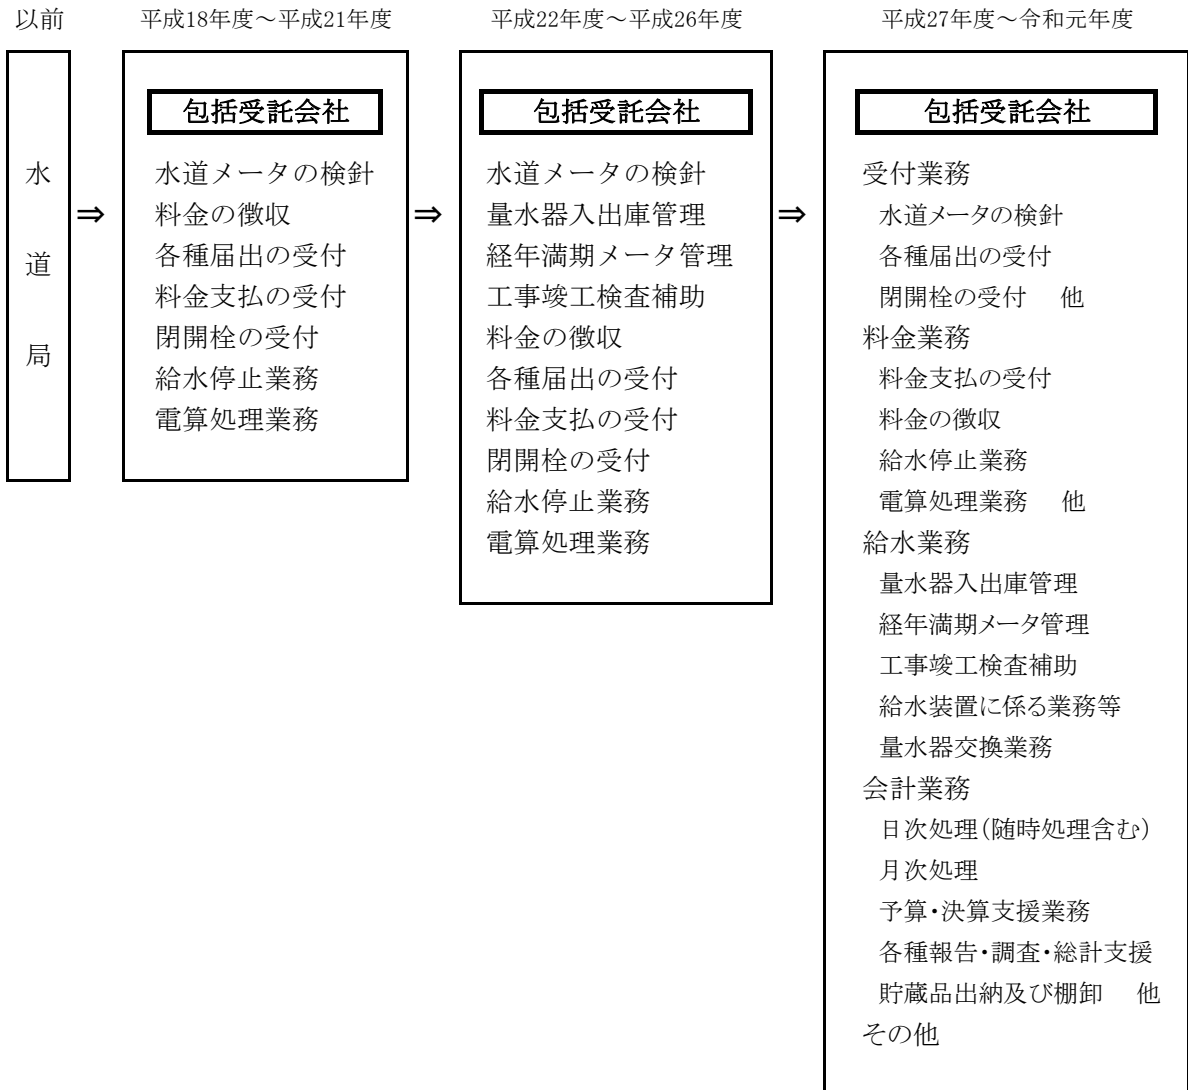 以前
水
道
局
⇒
平成18年度～平成21年度
包括受託会社
水道メータの検針
料金の徴収
各種届出の受付
料金支払の受付
閉開栓の受付
給水停止業務
電算処理業務
⇒
平成22年度～平成26年度
包括受託会社
水道メータの検針
量水器入出庫管理
経年満期メータ管理
工事竣工検査補助
料金の徴収
各種届出の受付
料金支払の受付
閉開栓の受付
給水停止業務
電算処理業務
⇒
平成27年度～令和元年度
包括受託会社
受付業務
水道メータの検針
各種届出の受付
閉開栓の受付　他
料金業務
料金支払の受付
料金の徴収
給水停止業務
電算処理業務　他
給水業務
量水器入出庫管理
経年満期メータ管理
工事竣工検査補助
給水装置に係る業務等
量水器交換業務
会計業務
日次処理（随時処理含む）
月次処理
予算・決算支援業務
各種報告・調査・総計支援
貯蔵品出納及び棚卸　他
その他